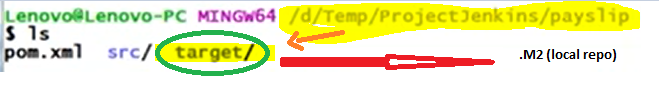 Lenovo@Lenovo-PC MINGW64 /d/Temp/ProjectJenkins/payslip
$ ls
pom.xml src/ target/ .M2 (local repo)